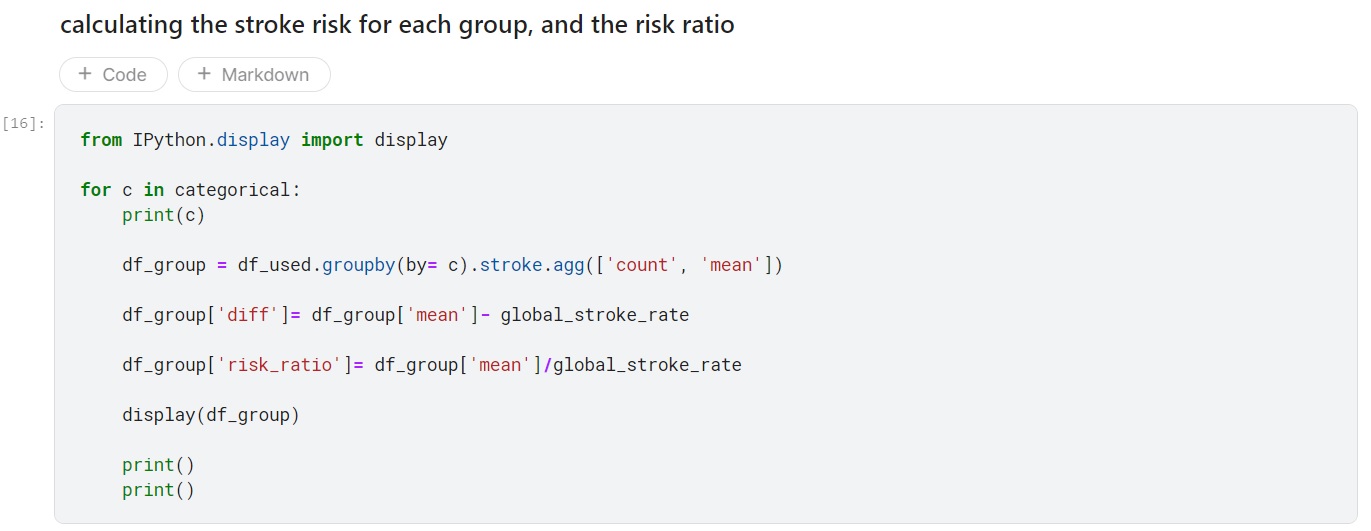 calculating the stroke risk for each group, and the risk ratio
+ Code + Markdown
[16]:
from IPython.display import display
for c in categorical:
    print(c)
    df_group = df_used.groupby(by= c).stroke.agg(['count', 'mean'])
    df_group['diff']= df_group['mean']- global_stroke_rate
    df_group['risk_ratio']= df_group['mean']/global_stroke_rate
    display(df_group)
    print()
    print()